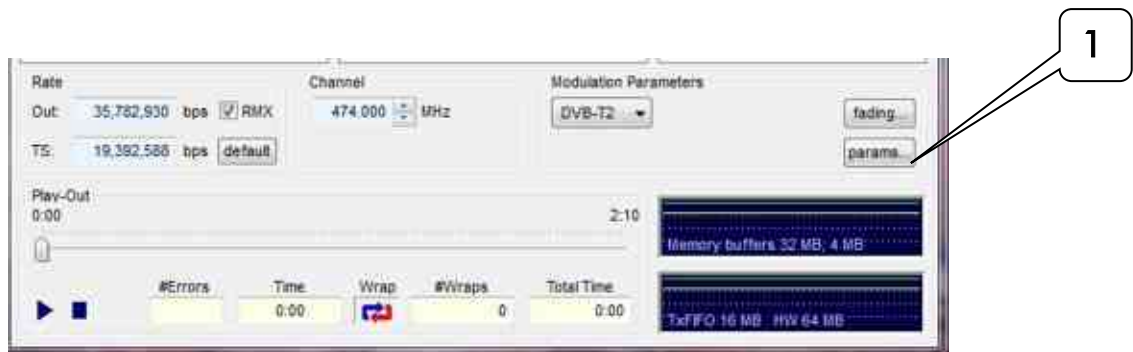 1
Rate
Channel
Modulation Parameters
Out: 35,782,930 bps RMX
474.000 MHz
DVB-T2
fading...
TS: 19,392,588 bps default
params...
Play-Out
0:00
2:10
Memory buffers 32 MB, 4 MB
#Errors Time Wrap #Wraps Total Time
0:00 0 0:00
TxFIFO 16 MB HW 64 MB